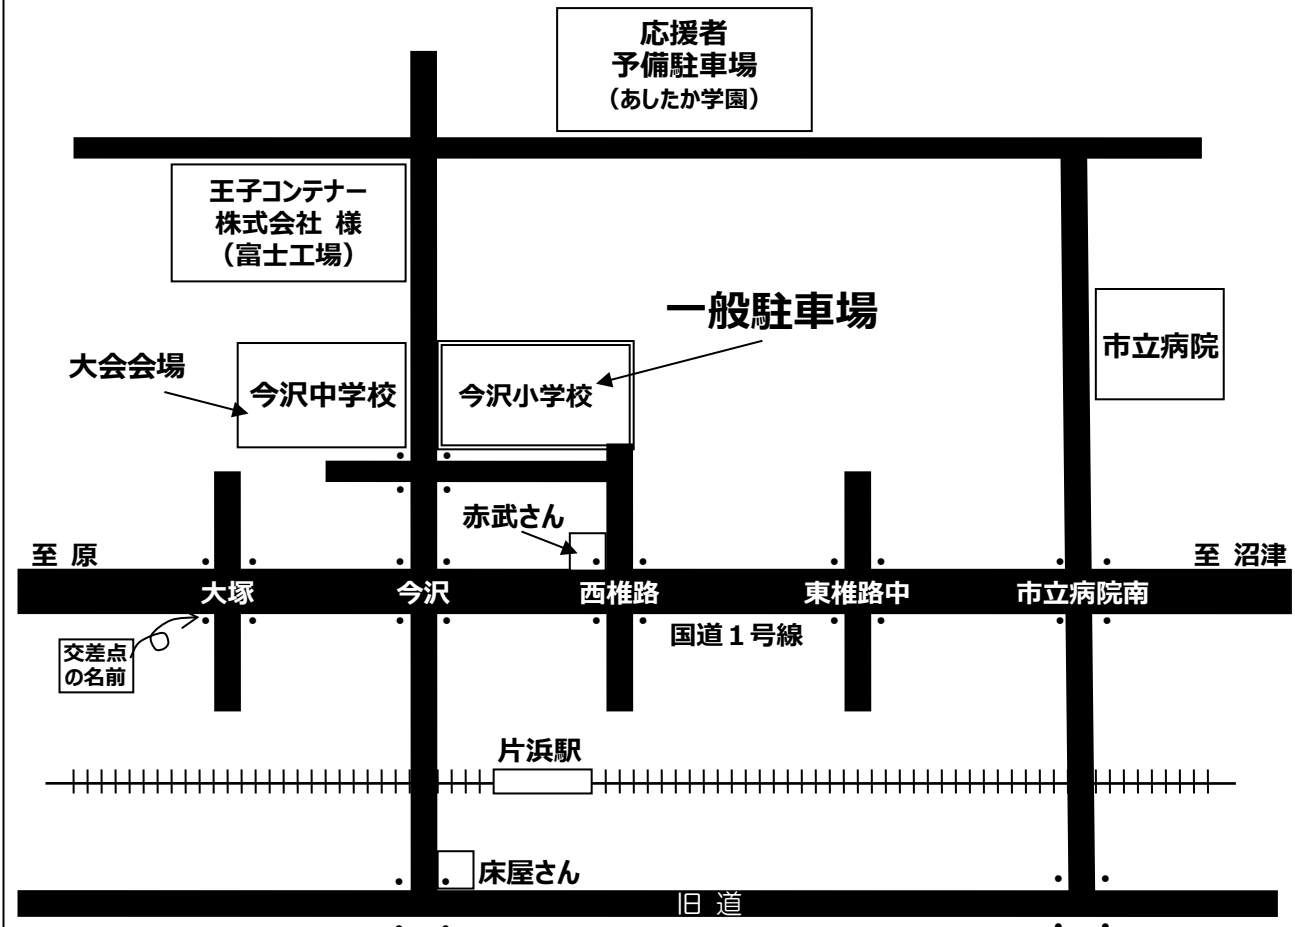 応援者
予備駐車場
（あしたか学園）
王子コンテナー
株式会社 様
（富士工場）
一般駐車場
市立病院
大会会場
今沢中学校
今沢小学校
赤武さん
至 原
至 沼津
大塚
今沢
西椎路
東椎路中
市立病院南
国道１号線
交差点
の名前
片浜駅
床屋さん
旧 道